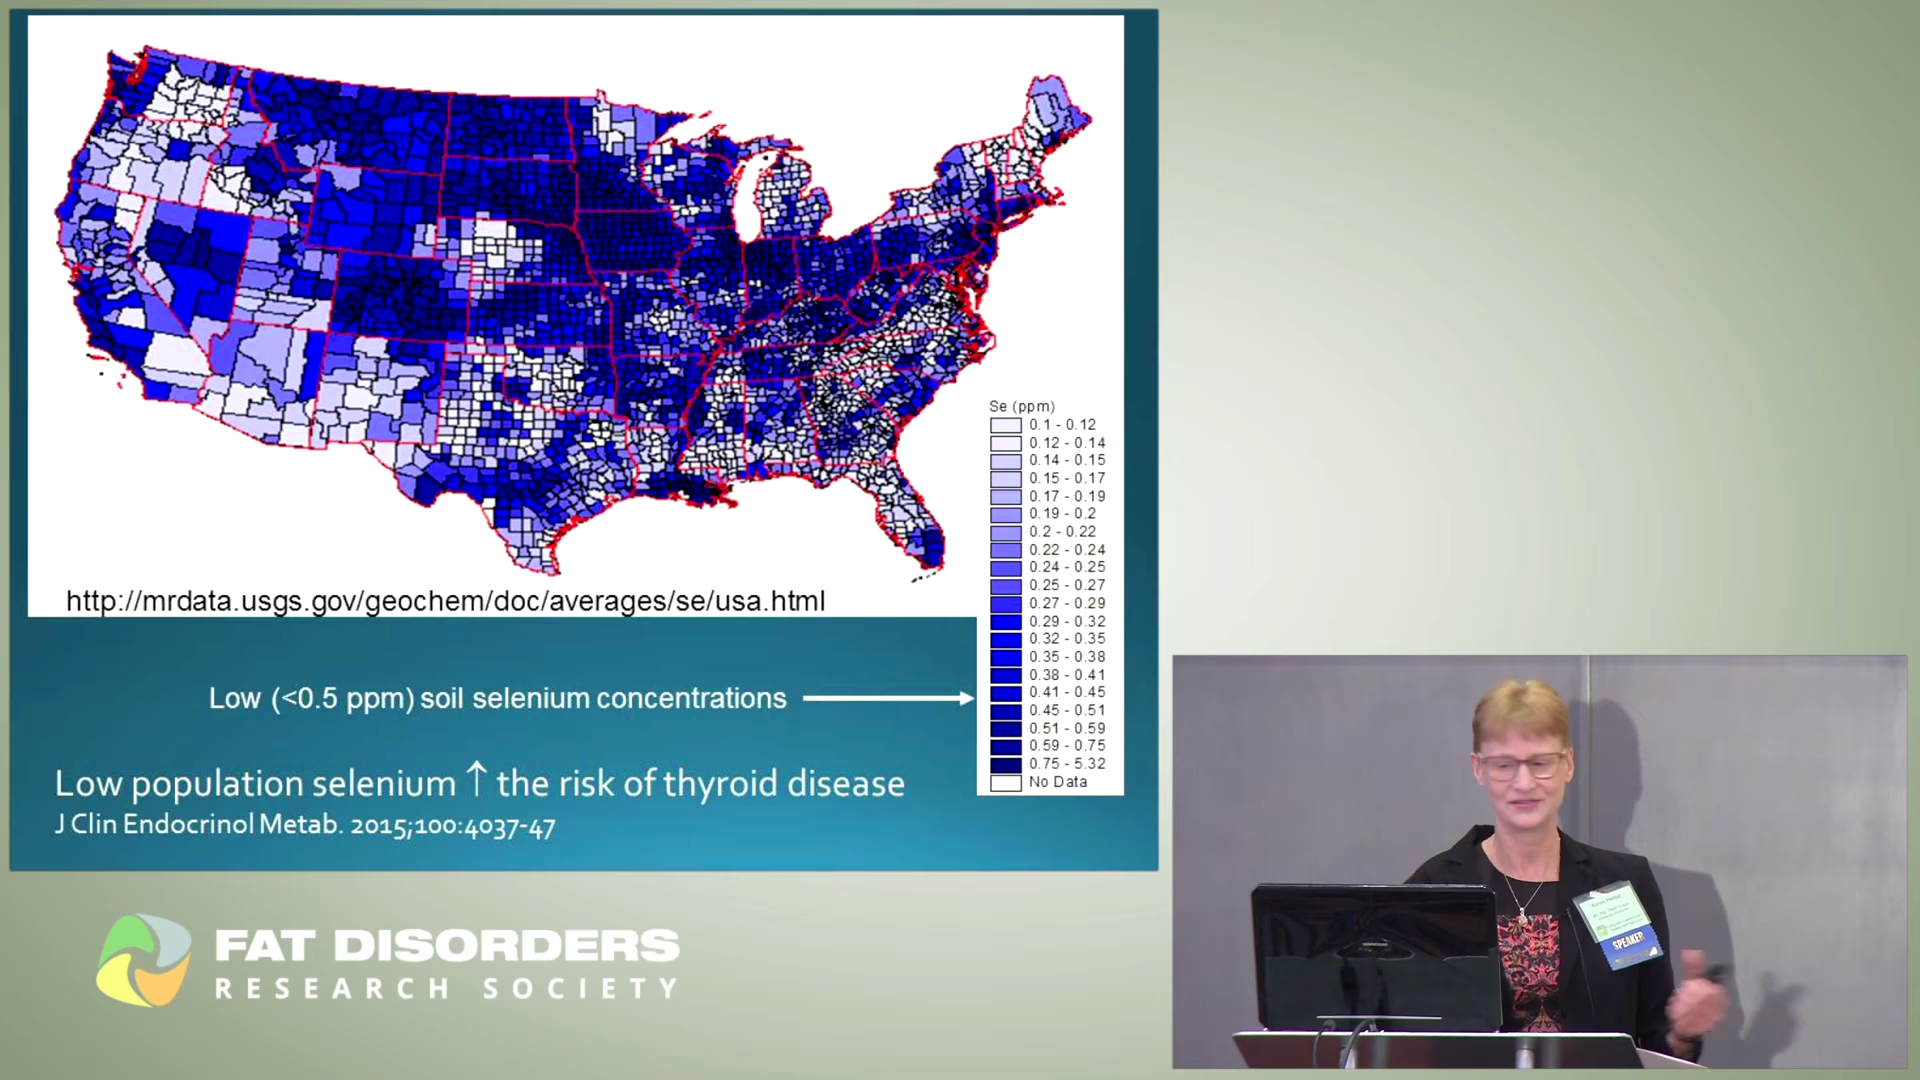 Se (ppm)
0.1 - 0.12
0.12 - 0.14
0.14 - 0.15
0.15 - 0.17
0.17 - 0.19
0.19 - 0.2
0.2 - 0.22
0.22 - 0.24
0.24 - 0.25
0.25 - 0.27
0.27 - 0.29
0.29 - 0.32
0.32 - 0.35
0.35 - 0.38
0.38 - 0.41
0.41 - 0.45
0.45 - 0.51
0.51 - 0.59
0.59 - 0.75
0.75 - 5.32
No Data
http://mrdata.usgs.gov/geochem/doc/averages/se/usa.html
Low (<0.5 ppm) soil selenium concentrations
Low population selenium ↑ the risk of thyroid disease
J Clin Endocrinol Metab. 2015;100:4037-47
FAT DISORDERS
RESEARCH SOCIETY
SPEAKER